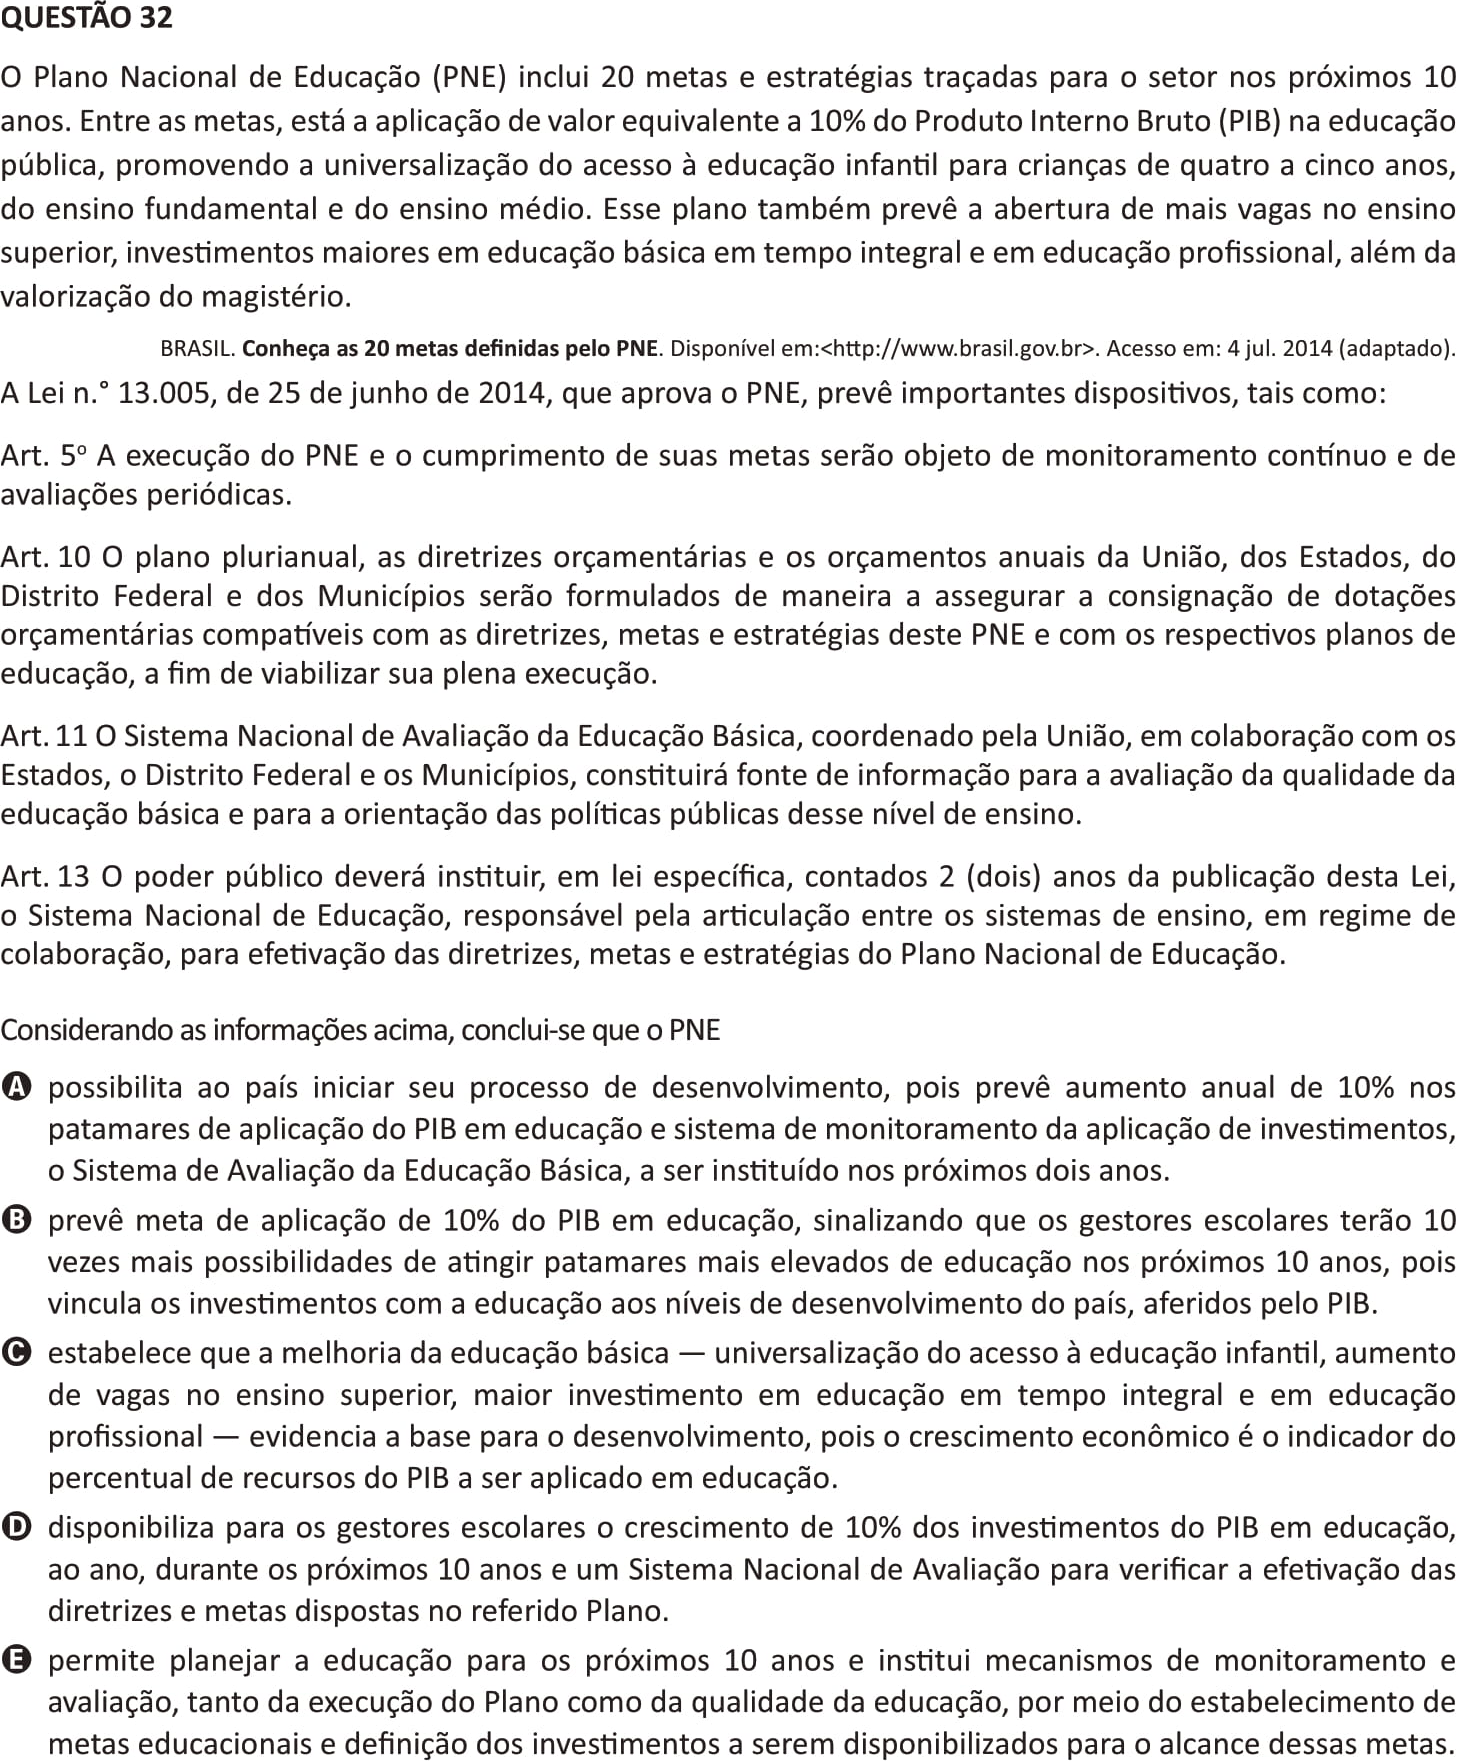 QUESTÃO 32
O Plano Nacional de Educação (PNE) inclui 20 metas e estratégias traçadas para o setor nos próximos 10
anos. Entre as metas, está a aplicação de valor equivalente a 10% do Produto Interno Bruto (PIB) na educação
pública, promovendo a universalização do acesso à educação infantil para crianças de quatro a cinco anos,
do ensino fundamental e do ensino médio. Esse plano também prevê a abertura de mais vagas no ensino
superior, investimentos maiores em educação básica em tempo integral e em educação profissional, além da
valorização do magistério.
BRASIL. Conheça as 20 metas definidas pelo PNE. Disponível em:<http://www.brasil.gov.br>. Acesso em: 4 jul. 2014 (adaptado).
A Lei n.° 13.005, de 25 de junho de 2014, que aprova o PNE, prevê importantes dispositivos, tais como:
Art. 5º A execução do PNE e o cumprimento de suas metas serão objeto de monitoramento contínuo e de
avaliações periódicas.
Art. 10 O plano plurianual, as diretrizes orçamentárias e os orçamentos anuais da União, dos Estados, do
Distrito Federal e dos Municípios serão formulados de maneira a assegurar a consignação de dotações
orçamentárias compatíveis com as diretrizes, metas e estratégias deste PNE e com os respectivos planos de
educação, a fim de viabilizar sua plena execução.
Art. 11 O Sistema Nacional de Avaliação da Educação Básica, coordenado pela União, em colaboração com os
Estados, o Distrito Federal e os Municípios, constituirá fonte de informação para a avaliação da qualidade da
educação básica e para a orientação das políticas públicas desse nível de ensino.
Art. 13 O poder público deverá instituir, em lei específica, contados 2 (dois) anos da publicação desta Lei,
o Sistema Nacional de Educação, responsável pela articulação entre os sistemas de ensino, em regime de
colaboração, para efetivação das diretrizes, metas e estratégias do Plano Nacional de Educação.
Considerando as informações acima, conclui-se que o PNE
A possibilita ao país iniciar seu processo de desenvolvimento, pois prevê aumento anual de 10% nos
patamares de aplicação do PIB em educação e sistema de monitoramento da aplicação de investimentos,
o Sistema de Avaliação da Educação Básica, a ser instituído nos próximos dois anos.
B prevê meta de aplicação de 10% do PIB em educação, sinalizando que os gestores escolares terão 10
vezes mais possibilidades de atingir patamares mais elevados de educação nos próximos 10 anos, pois
vincula os investimentos com a educação aos níveis de desenvolvimento do país, aferidos pelo PIB.
C estabelece que a melhoria da educação básica — universalização do acesso à educação infantil, aumento
de vagas no ensino superior, maior investimento em educação em tempo integral e em educação
profissional — evidencia a base para o desenvolvimento, pois o crescimento econômico é o indicador do
percentual de recursos do PIB a ser aplicado em educação.
D disponibiliza para os gestores escolares o crescimento de 10% dos investimentos do PIB em educação,
ao ano, durante os próximos 10 anos e um Sistema Nacional de Avaliação para verificar a efetivação das
diretrizes e metas dispostas no referido Plano.
E permite planejar a educação para os próximos 10 anos e institui mecanismos de monitoramento e
avaliação, tanto da execução do Plano como da qualidade da educação, por meio do estabelecimento de
metas educacionais e definição dos investimentos a serem disponibilizados para o alcance dessas metas.